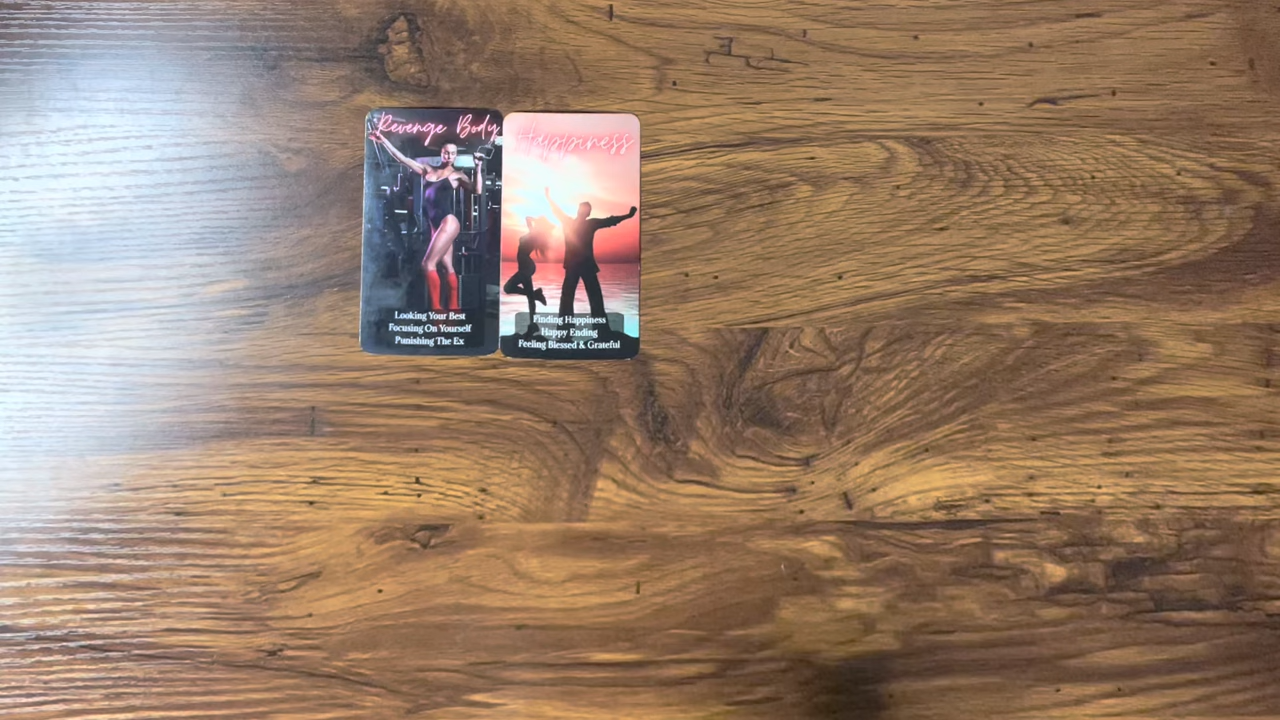 Revenge Body
Looking Your Best
Focusing On Yourself
Punishing The Ex
Happiness
Finding Happiness
Happy Ending
Feeling Blessed & Grateful